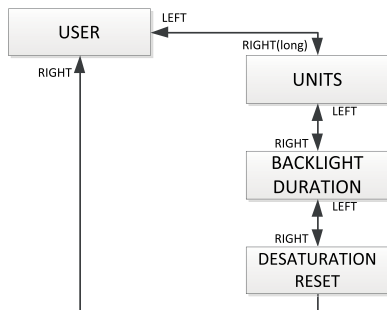 USER
LEFT
RIGHT(long)
RIGHT
UNITS
LEFT
RIGHT
BACKLIGHT
DURATION
LEFT
RIGHT
DESATURATION
RESET